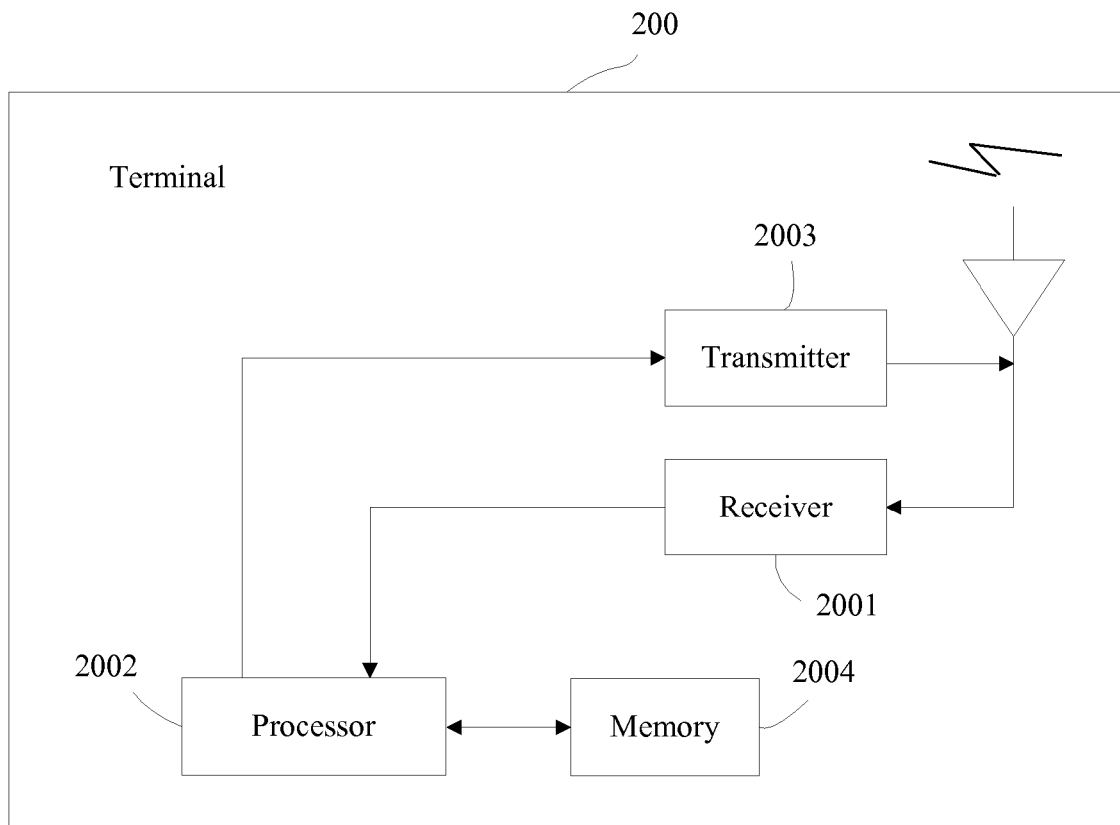 200
Terminal
2003
Transmitter
Receiver
2001
2002
2004
Processor
Memory